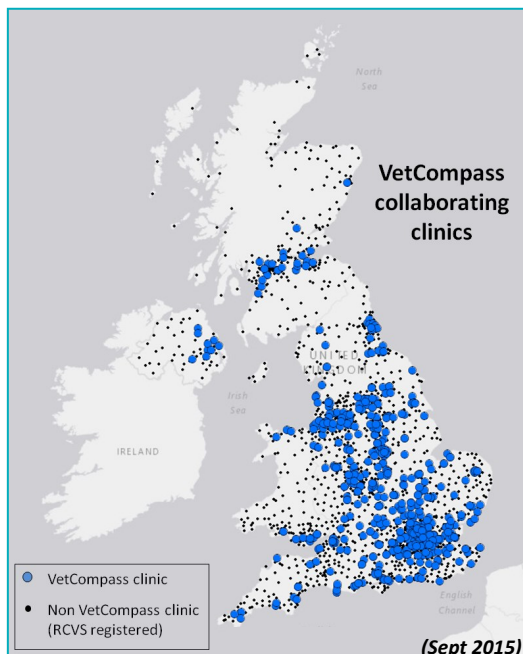 North
Sea
VetCompass
collaborating
clinics
UNITED
KINGDOM
Irish
Sea
IRELAND
VetCompass clinic
Non VetCompass clinic
(RCVS registered)
English
Channel
(Sept 2015)